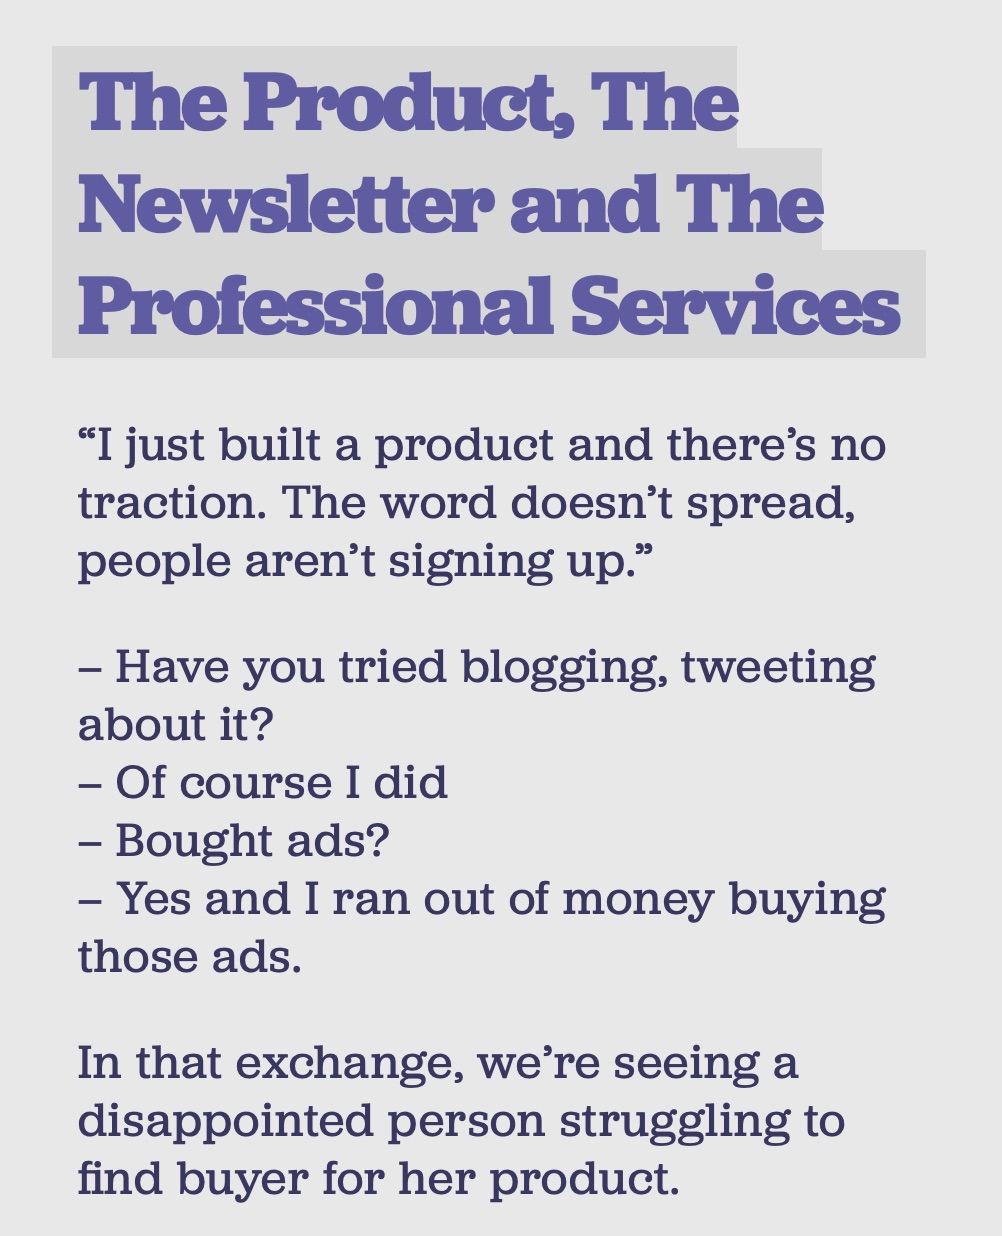 The Product, The
Newsletter and The
Professional Services
“I just built a product and there’s no
traction. The word doesn’t spread,
people aren’t signing up.”
– Have you tried blogging, tweeting
about it?
– Of course I did
– Bought ads?
– Yes and I ran out of money buying
those ads.
In that exchange, we’re seeing a
disappointed person struggling to
find buyer for her product.